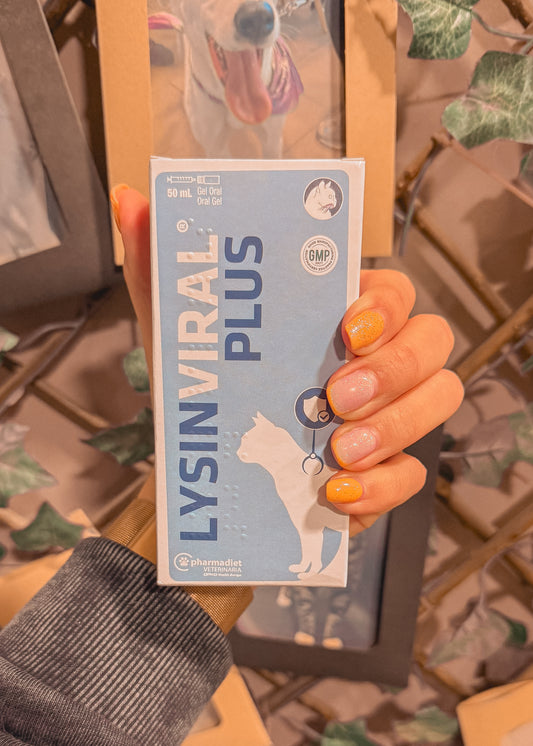 50 mL
Gel Oral
Oral Gel
GMP
LYSINVIRAL
PLUS
pharmadiet
VETERINARIA